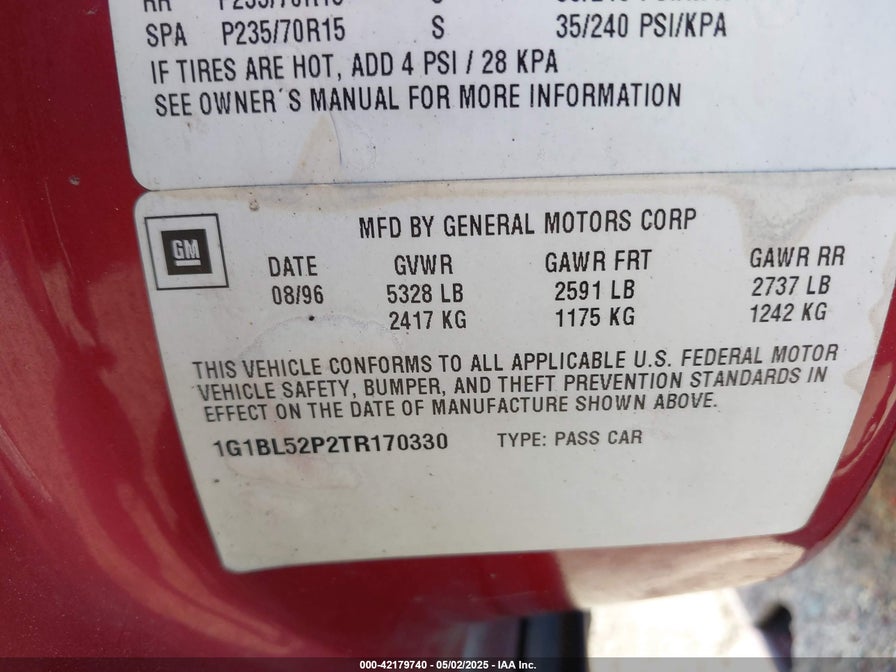 SPA P235/70R15 S 35/240 PSI/KPA
IF TIRES ARE HOT, ADD 4 PSI / 28 KPA
SEE OWNER'S MANUAL FOR MORE INFORMATION
GM
MFD BY GENERAL MOTORS CORP
DATE GVWR GAWR FRT GAWR RR
08/96 5328 LB 2591 LB 2737 LB
2417 KG 1175 KG 1242 KG
THIS VEHICLE CONFORMS TO ALL APPLICABLE U.S. FEDERAL MOTOR
VEHICLE SAFETY, BUMPER, AND THEFT PREVENTION STANDARDS IN
EFFECT ON THE DATE OF MANUFACTURE SHOWN ABOVE.
1G1BL52P2TR170330 TYPE: PASS CAR
000-42179740 - 05/02/2025 - IAA Inc.